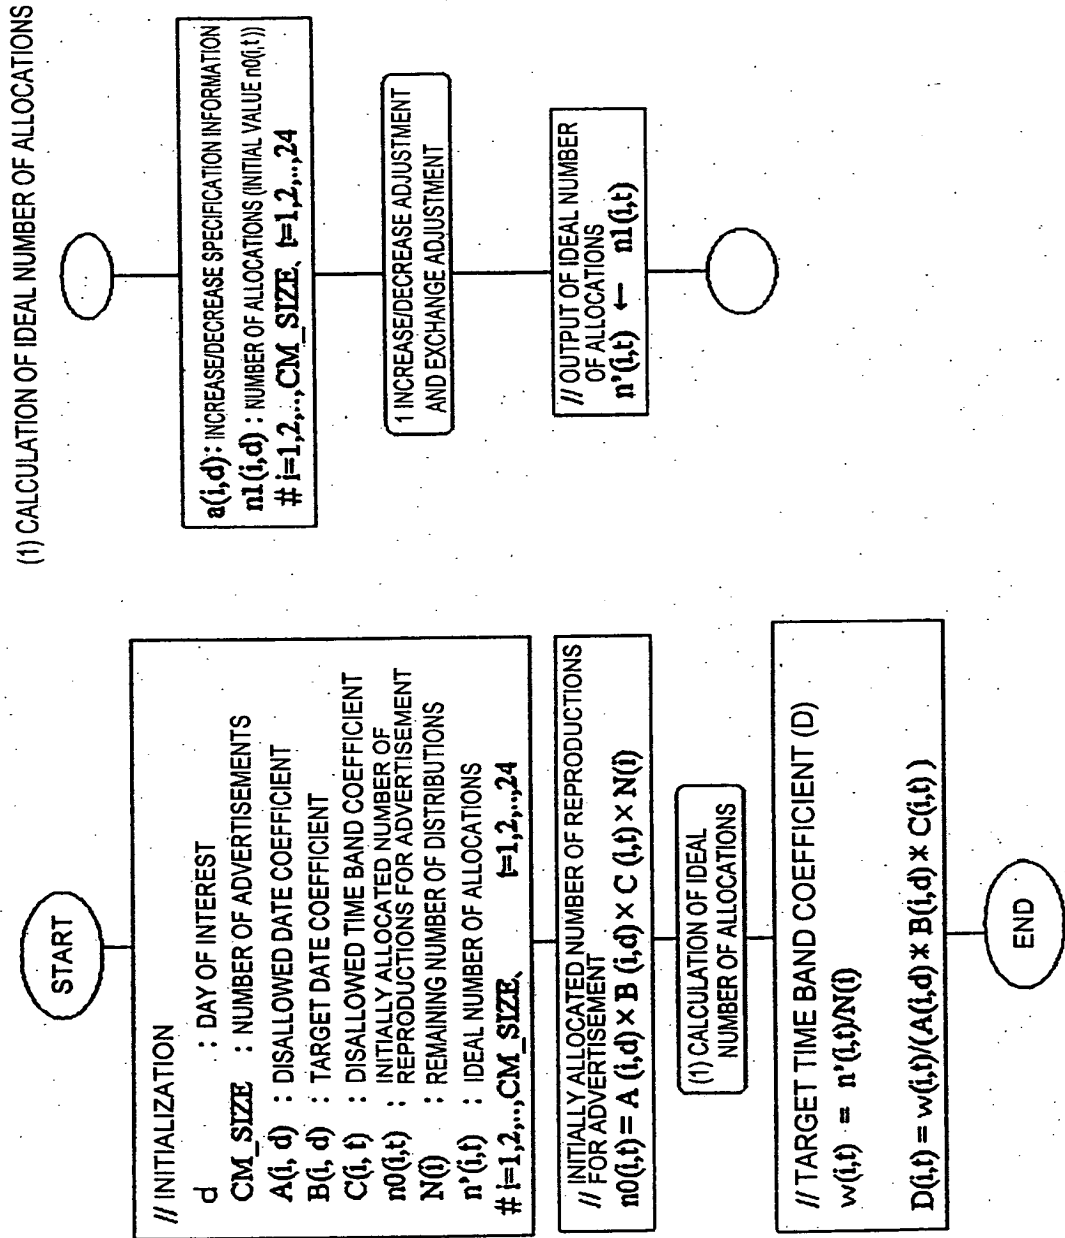 START
// INITIALIZATION
d : DAY OF INTEREST
CM_SIZE : NUMBER OF ADVERTISEMENTS
A(i, d) : DISALLOWED DATE COEFFICIENT
B(i, d) : TARGET DATE COEFFICIENT
C(i, t) : DISALLOWED TIME BAND COEFFICIENT
n0(i,t) : INITIALLY ALLOCATED NUMBER OF
REPRODUCTIONS FOR ADVERTISEMENT
N(i) : REMAINING NUMBER OF DISTRIBUTIONS
n'(i,t) : IDEAL NUMBER OF ALLOCATIONS
# i=1,2,..,CM_SIZE、 t=1,2,..,24
// INITIALLY ALLOCATED NUMBER OF REPRODUCTIONS
FOR ADVERTISEMENT
n0(i,t) = A (i,d) × B (i,d) × C (i,t) × N(i)
(1) CALCULATION OF IDEAL
NUMBER OF ALLOCATIONS
// TARGET TIME BAND COEFFICIENT (D)
w(i,t) = n'(i,t)/N(i)
D(i,t) = w(i,t)/(A(i,d) * B(i,d) * C(i,t) )
END
(1) CALCULATION OF IDEAL NUMBER OF ALLOCATIONS
a(i,d) : INCREASE/DECREASE SPECIFICATION INFORMATION
n1(i,d) : NUMBER OF ALLOCATIONS (INITIAL VALUE n0(i,t))
# i=1,2,..,CM_SIZE、 t=1,2,..,24
1 INCREASE/DECREASE ADJUSTMENT
AND EXCHANGE ADJUSTMENT
// OUTPUT OF IDEAL NUMBER
OF ALLOCATIONS
n'(i,t) ← n1(i,t)